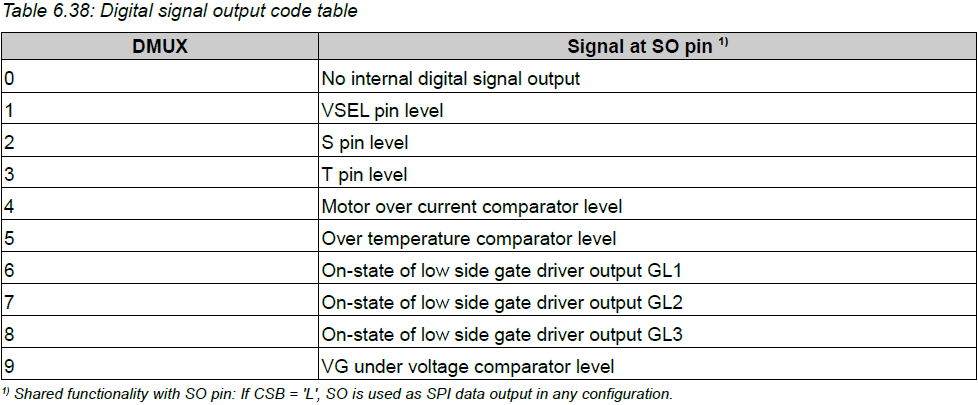 Table 6.38: Digital signal output code table
DMUX Signal at SO pin 1)
0 No internal digital signal output
1 VSEL pin level
2 S pin level
3 T pin level
4 Motor over current comparator level
5 Over temperature comparator level
6 On-state of low side gate driver output GL1
7 On-state of low side gate driver output GL2
8 On-state of low side gate driver output GL3
9 VG under voltage comparator level
1) Shared functionality with SO pin: If CSB = 'L', SO is used as SPI data output in any configuration.